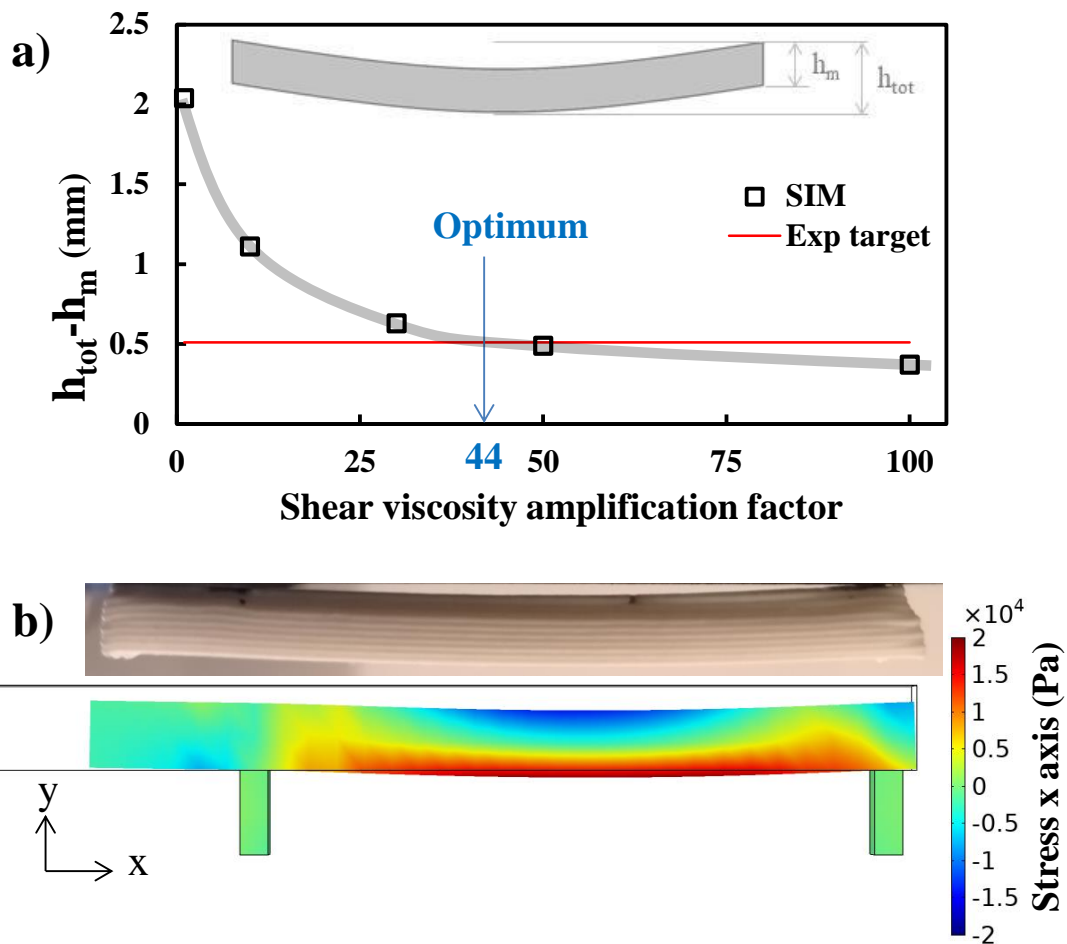 a)
2.5
2
1.5
1
0.5
0
h_tot-h_m (mm)
h_m
h_tot
SIM
Exp target
Optimum
0 25 44 50 75 100
Shear viscosity amplification factor
b)
×10⁴
2
1.5
1
0.5
0
-0.5
-1
-1.5
-2
Stress x axis (Pa)
y
x